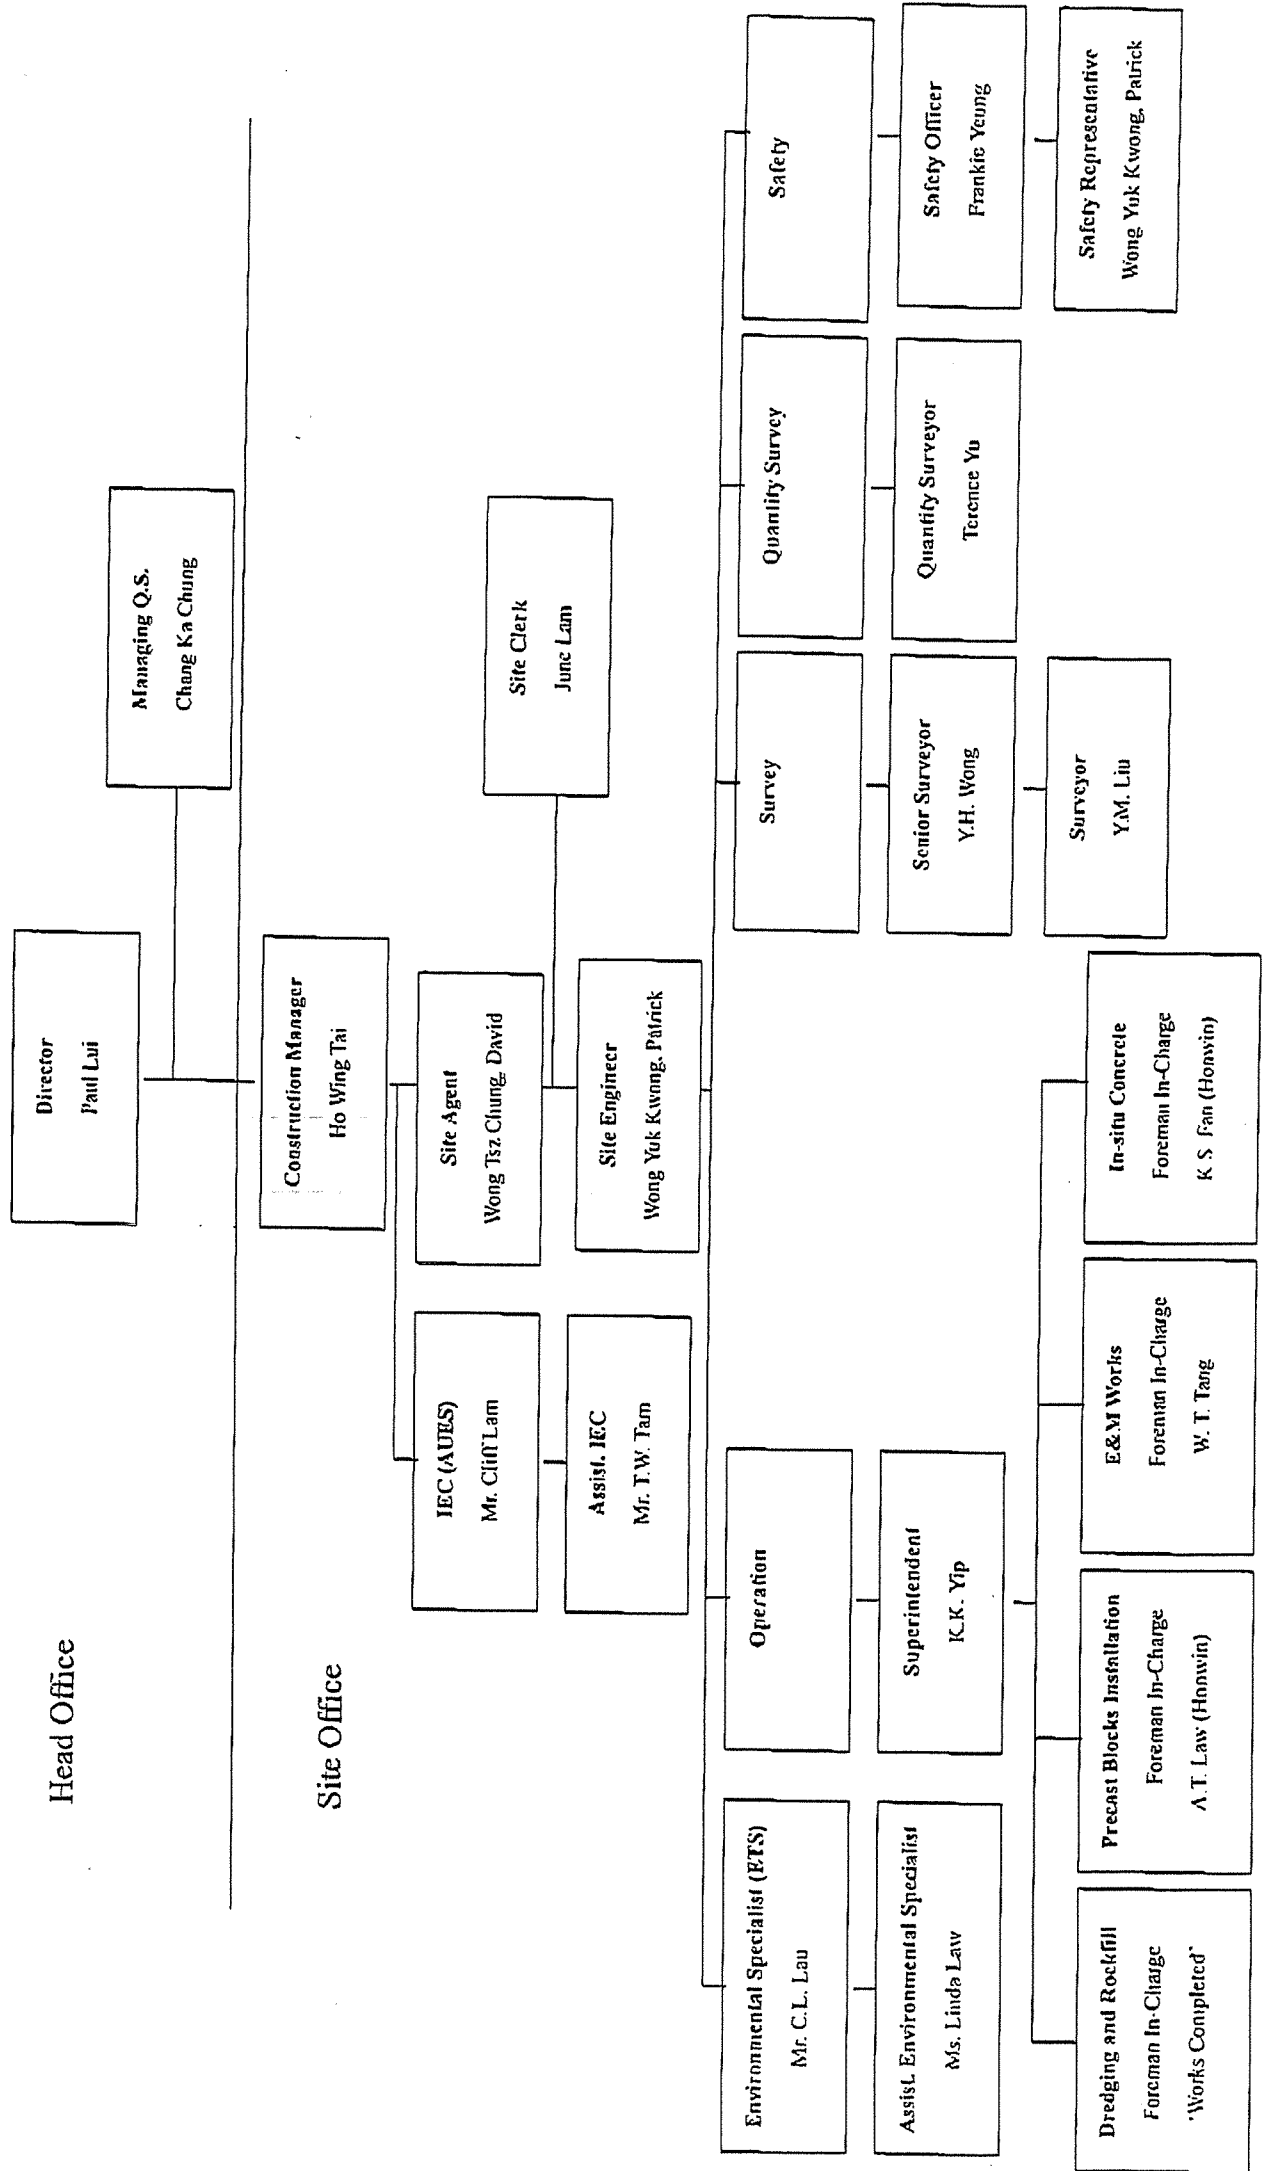 Head Office
Director
Paul Lui
Managing Q.S.
Chang Ka Chung
Site Office
Construction Manager
Ho Wing Tai
IEC (AUES)
Mr. Cliff Lam
Site Agent
Wong Tsz Chung, David
Site Clerk
June Lam
Assist. IEC
Mr. T.W. Tam
Site Engineer
Wong Yuk Kwong, Patrick
Environmental Specialist (ETS)
Mr. C.L. Lau
Operation
Survey
Quantity Survey
Safety
Assist. Environmental Specialist
Ms. Linda Law
Superintendent
K.K. Yip
Senior Surveyor
Y.H. Wong
Quantity Surveyor
Terence Yu
Safety Officer
Frankie Yeung
Surveyor
Y.M. Liu
Safety Representative
Wong Yuk Kwong, Patrick
Dredging and Rockfill
Foreman In-Charge
'Works Completed'
Precast Blocks Installation
Foreman In-Charge
A.T. Law (Honwin)
E&M Works
Foreman In-Charge
W. T. Tang
In-situ Concrete
Foreman In-Charge
K. S. Fan (Honwin)